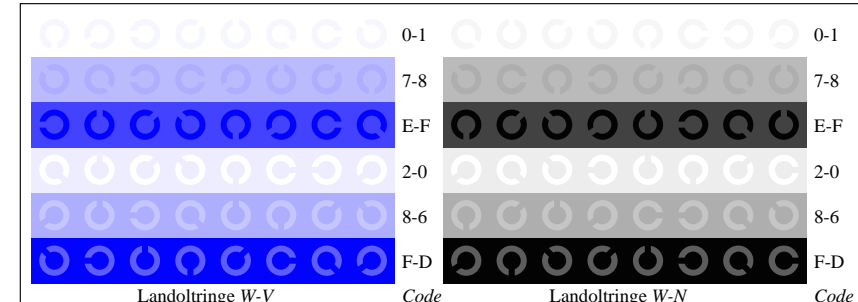 0-1 0-1
7-8 7-8
E-F E-F
2-0 2-0
8-6 8-6
F-D F-D
Landoltringe W-V Code Landoltringe W-N Code